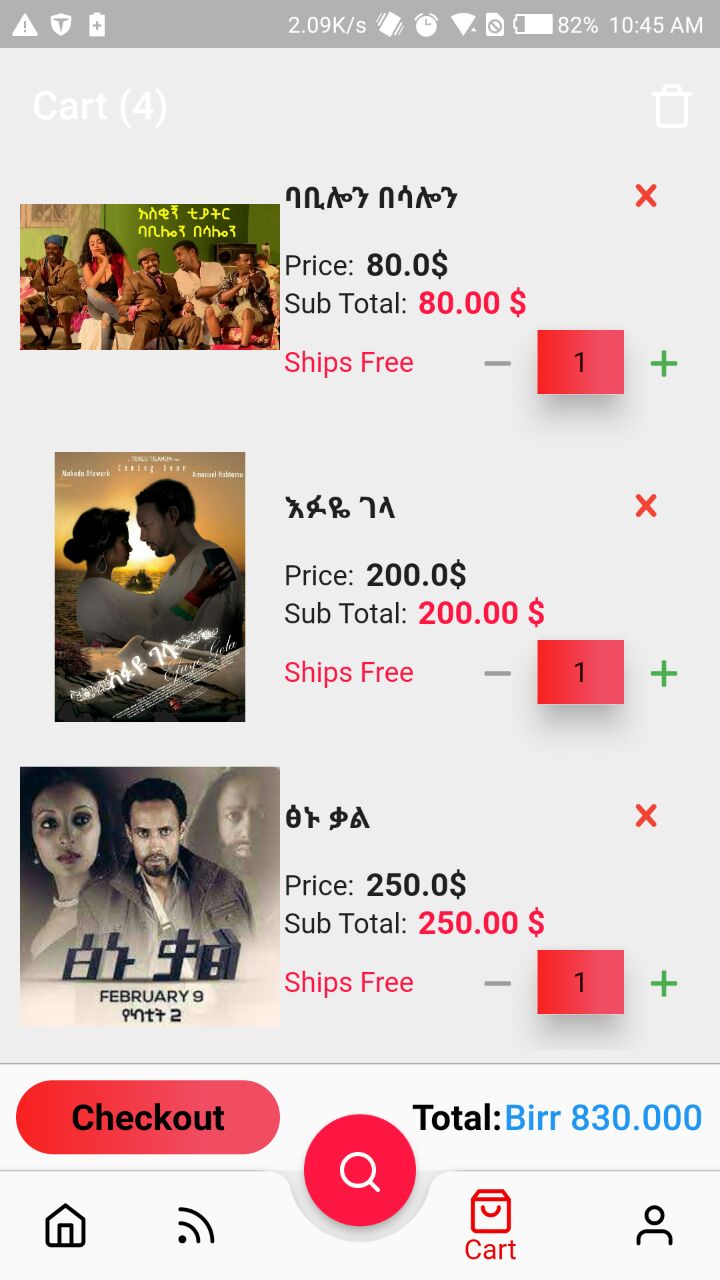 2.09K/s 82% 10:45 AM
Cart (4)
አስቂኝ ቲያትር
ባቢሎን በሳሎን
ባቢሎን በሳሎን
Price: 80.0$
Sub Total: 80.00 $
Ships Free 1
TEKLU TILAHUN
Coming Soon
Makeda Afework Amanuel Habtamu
እፉዬ ገላ
Efuye Gela
እፉዬ ገላ
Price: 200.0$
Sub Total: 200.00 $
Ships Free 1
ፅኑ ቃል
FEBRUARY 9
የካቲት 2
ፅኑ ቃል
Price: 250.0$
Sub Total: 250.00 $
Ships Free 1
Checkout Total:Birr 830.000
Cart